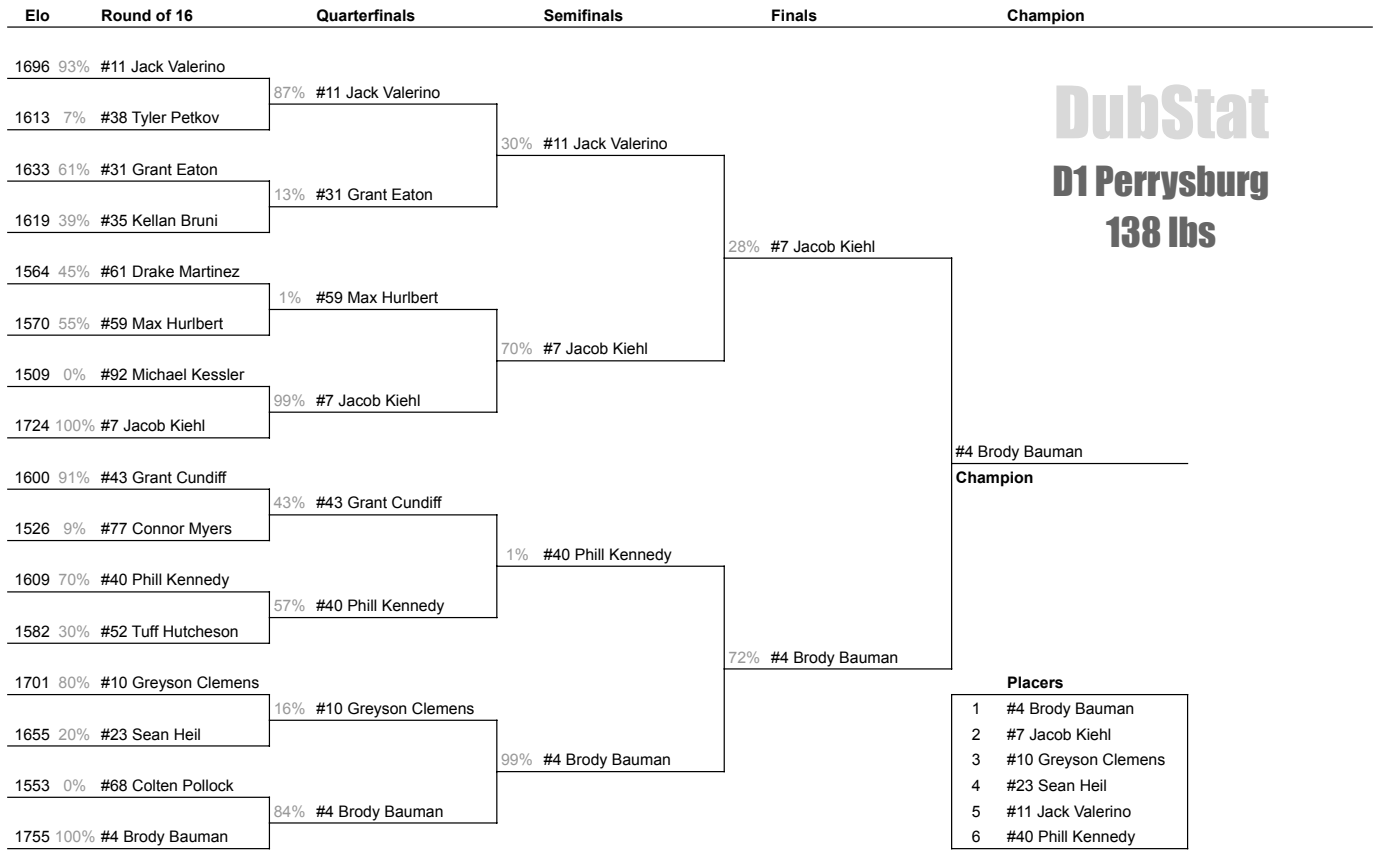 Elo Round of 16 Quarterfinals Semifinals Finals Champion
1696 93% #11 Jack Valerino
87% #11 Jack Valerino
1613 7% #38 Tyler Petkov
30% #11 Jack Valerino
1633 61% #31 Grant Eaton
13% #31 Grant Eaton
1619 39% #35 Kellan Bruni
28% #7 Jacob Kiehl
1564 45% #61 Drake Martinez
1% #59 Max Hurlbert
1570 55% #59 Max Hurlbert
70% #7 Jacob Kiehl
1509 0% #92 Michael Kessler
99% #7 Jacob Kiehl
1724 100% #7 Jacob Kiehl
#4 Brody Bauman
Champion
1600 91% #43 Grant Cundiff
43% #43 Grant Cundiff
1526 9% #77 Connor Myers
1% #40 Phill Kennedy
1609 70% #40 Phill Kennedy
57% #40 Phill Kennedy
1582 30% #52 Tuff Hutcheson
72% #4 Brody Bauman
1701 80% #10 Greyson Clemens
16% #10 Greyson Clemens
1655 20% #23 Sean Heil
99% #4 Brody Bauman
1553 0% #68 Colten Pollock
84% #4 Brody Bauman
1755 100% #4 Brody Bauman
DubStat
D1 Perrysburg
138 lbs
Placers
1 #4 Brody Bauman
2 #7 Jacob Kiehl
3 #10 Greyson Clemens
4 #23 Sean Heil
5 #11 Jack Valerino
6 #40 Phill Kennedy